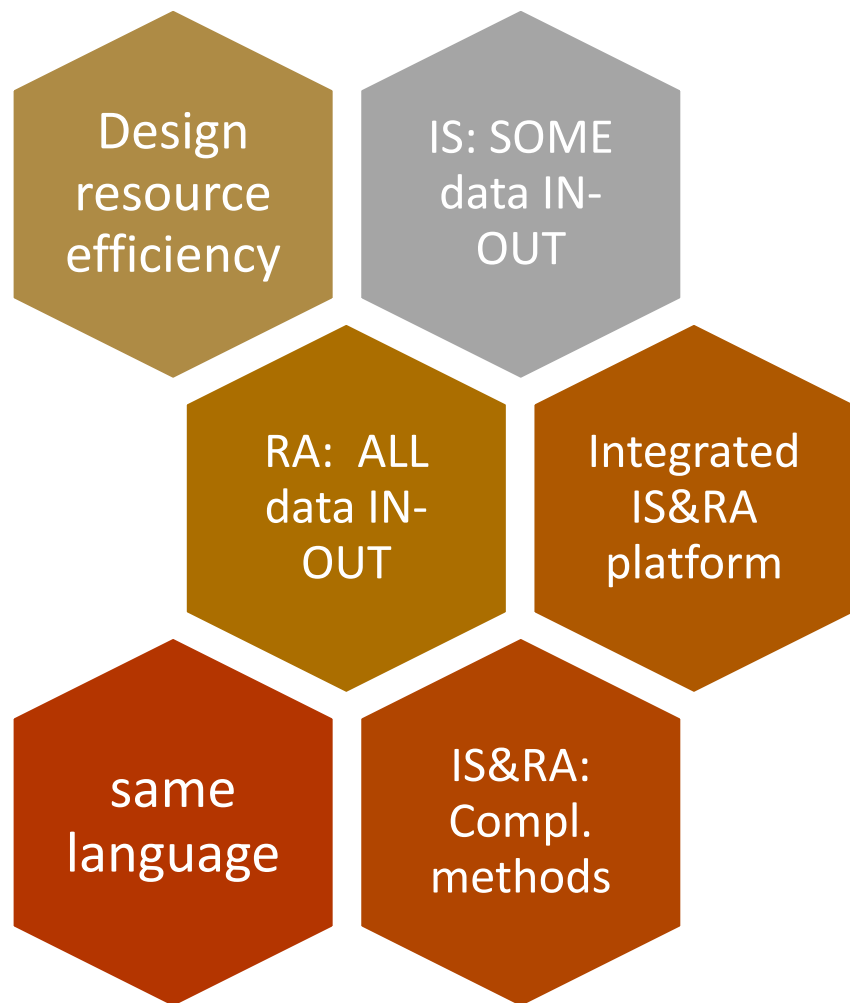 Design
resource
efficiency
IS: SOME
data IN-
OUT
RA:  ALL
data IN-
OUT
Integrated
IS&RA
platform
same
language
IS&RA:
Compl.
methods